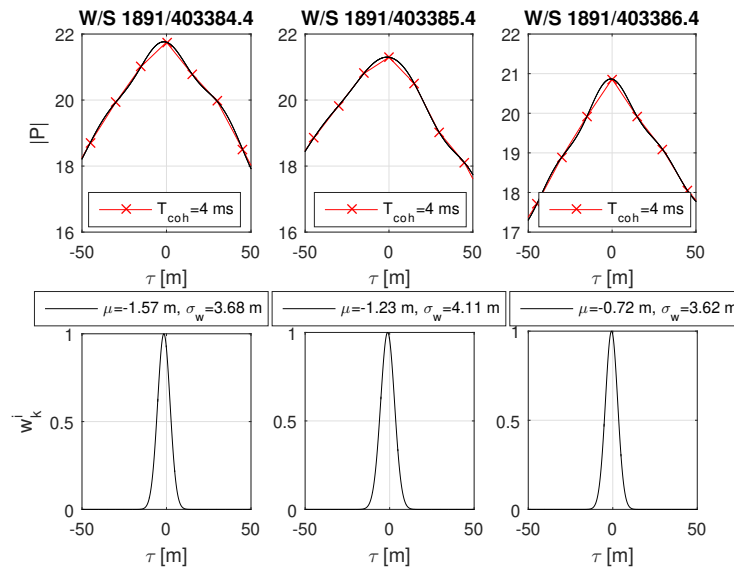 W/S 1891/403384.4 W/S 1891/403385.4 W/S 1891/403386.4
22 22 22
20 20 21
18 18 20
16 16 19
18
17
|P|
T_coh=4 ms T_coh=4 ms T_coh=4 ms
-50 0 50 -50 0 50 -50 0 50
τ [m] τ [m] τ [m]
μ=-1.57 m, σ_w=3.68 m μ=-1.23 m, σ_w=4.11 m μ=-0.72 m, σ_w=3.62 m
1 1 1
0.5 0.5 0.5
0 0 0
w_k^i
-50 0 50 -50 0 50 -50 0 50
τ [m] τ [m] τ [m]